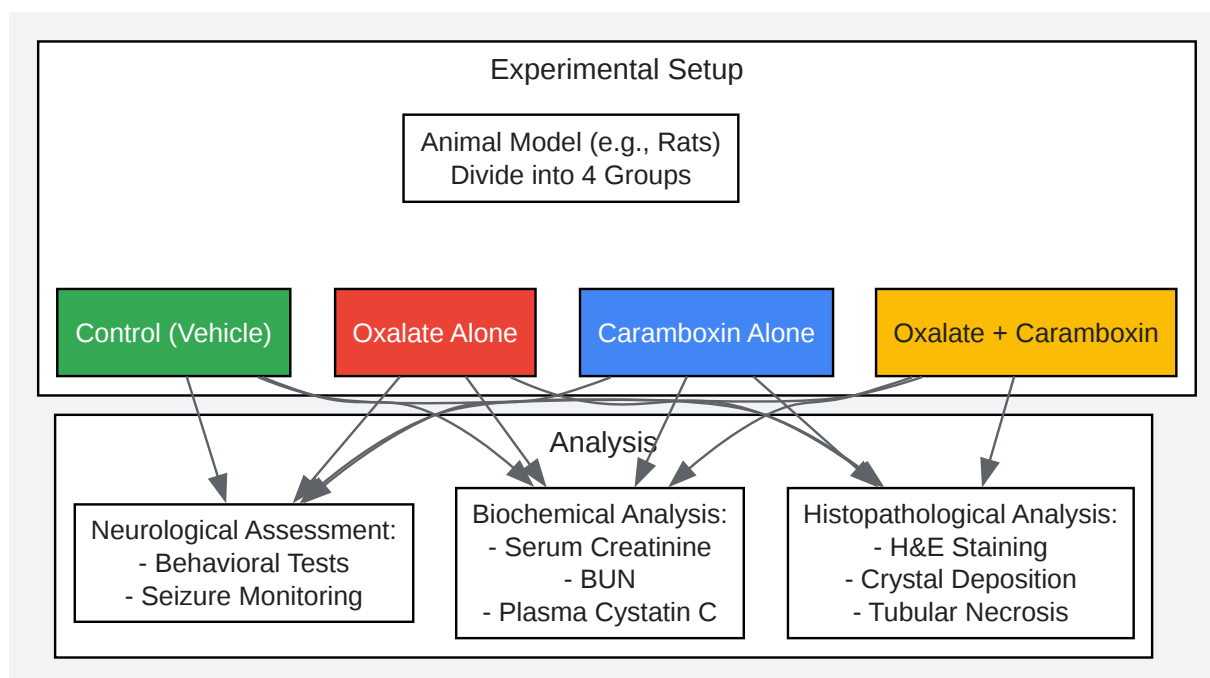 Experimental Setup
Animal Model (e.g., Rats)
Divide into 4 Groups
Control (Vehicle)
Oxalate Alone
Caramboxin Alone
Oxalate + Caramboxin
Analysis
Neurological Assessment:
- Behavioral Tests
- Seizure Monitoring
Biochemical Analysis:
- Serum Creatinine
- BUN
- Plasma Cystatin C
Histopathological Analysis:
- H&E Staining
- Crystal Deposition
- Tubular Necrosis